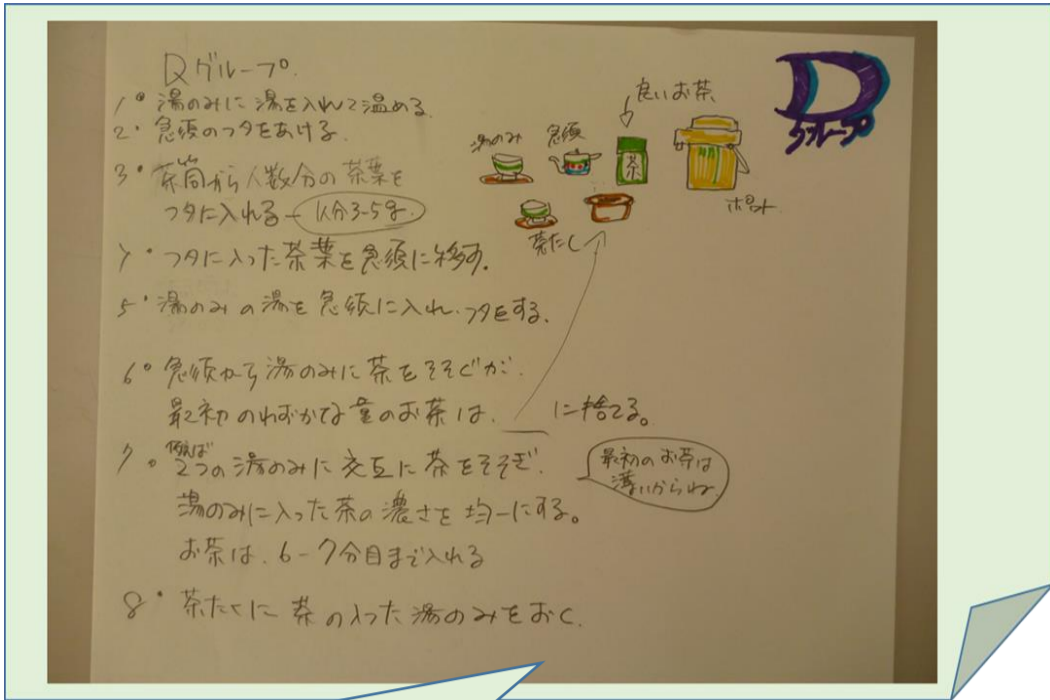 Dグループ.
1° 湯のみに湯を入れて温める.
2° 急須のフタをあける.
3° 茶筒から人数分の茶葉を
フタに入れる - 1人分3-5g.
フタに入った茶葉を急須に移す.
5° 湯のみの湯を急須に入れ.フタをする.
6° 急須から湯のみに茶をそそぐが.
最初のわずかな量のお茶は. に捨てる。
7° 例えば
2つの湯のみに交互に茶をそそぎ.
湯のみに入った茶の濃さを均一にする。
お茶は.6-7分目まで入れる
最初のお茶は
薄いからね.
8° 茶たくに茶の入った湯のみをおく.
良いお茶
湯のみ
急須
茶
ポット
茶たく
D
グループ